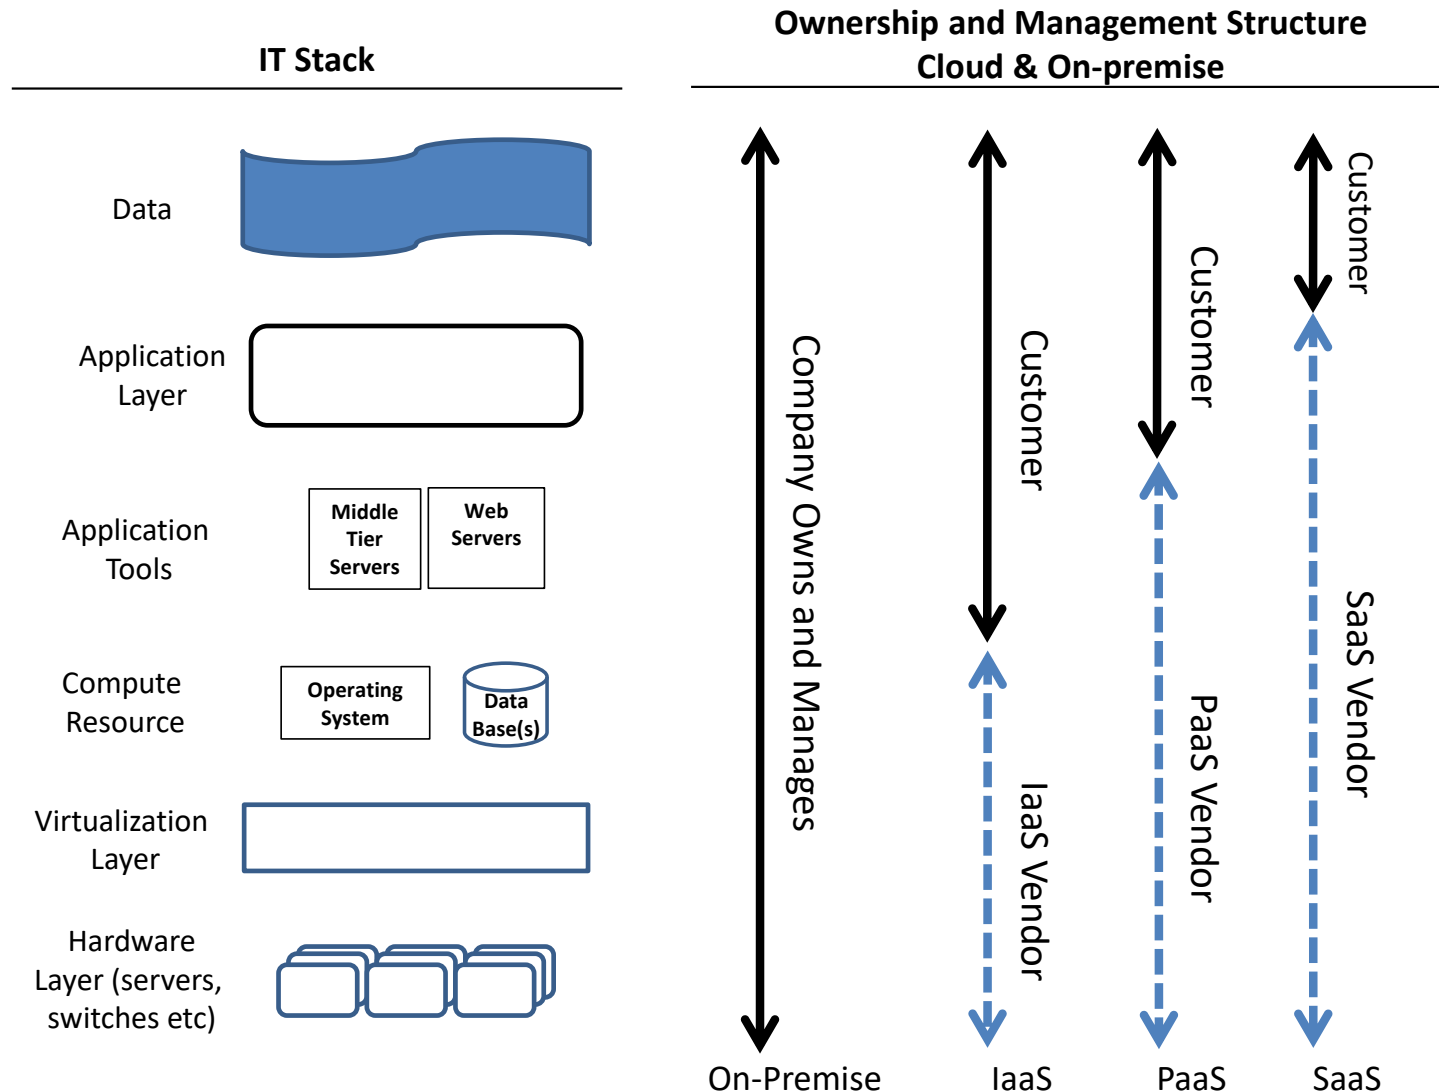 IT Stack
Ownership and Management Structure
Cloud & On-premise
Data
Application
Layer
Application
Tools
Middle
Tier
Servers
Web
Servers
Compute
Resource
Operating
System
Data
Base(s)
Virtualization
Layer
Hardware
Layer (servers,
switches etc)
Company Owns and Manages
Customer
IaaS Vendor
Customer
PaaS Vendor
Customer
SaaS Vendor
On-Premise
IaaS
PaaS
SaaS